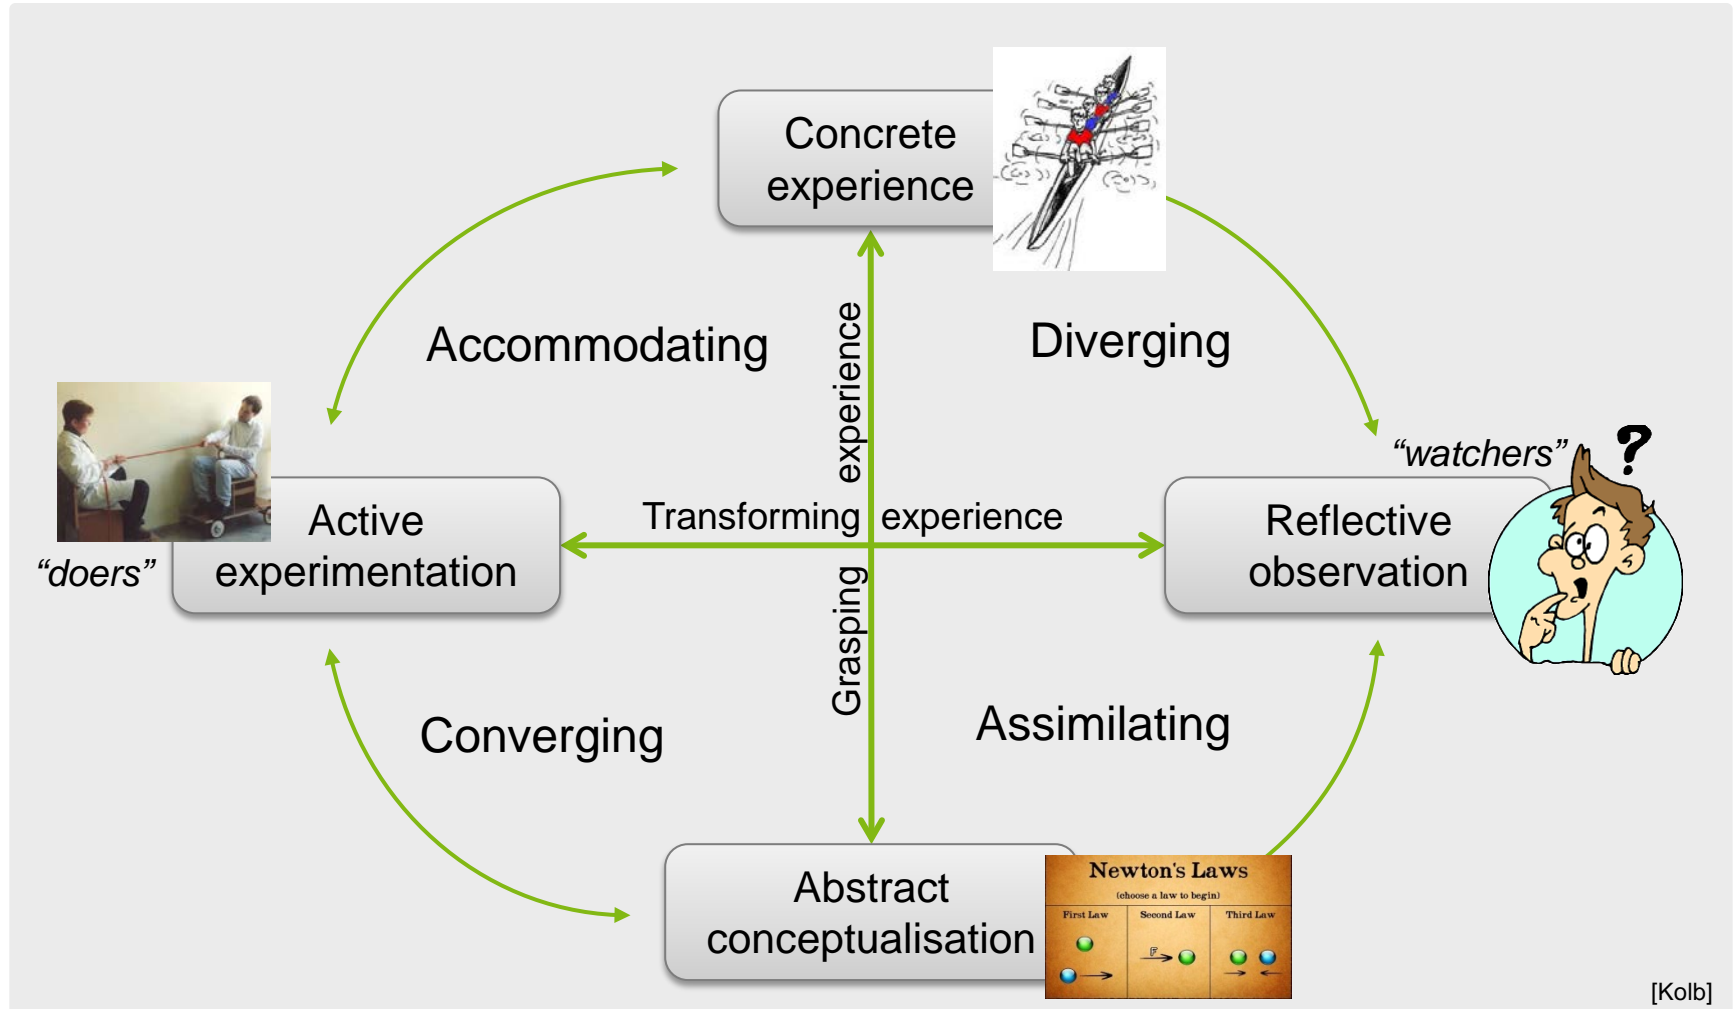 Concrete
experience
Accommodating
Diverging
Grasping experience
Transforming experience
"watchers"
?
Active
experimentation
"doers"
Reflective
observation
Converging
Assimilating
Abstract
conceptualisation
Newton's Laws
(choose a law to begin)
First Law
Second Law
Third Law
F
[Kolb]